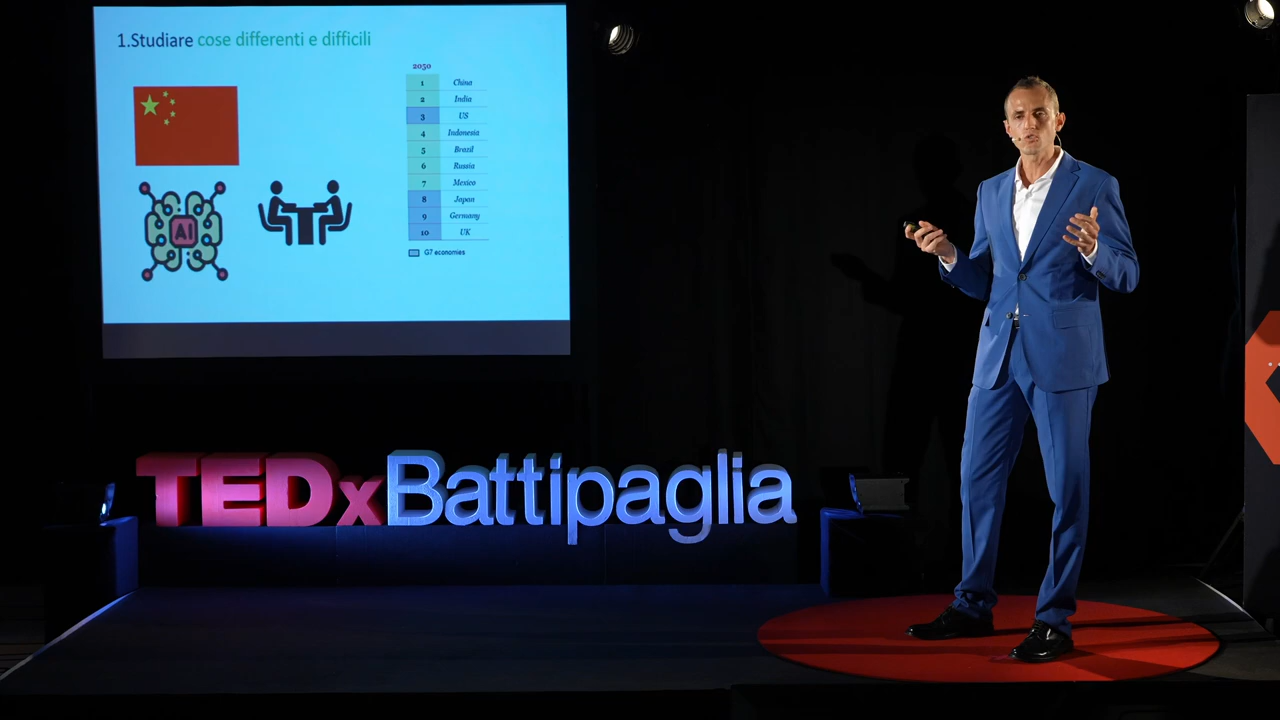 1.Studiare cose differenti e difficili
2050
1 China
2 India
3 US
4 Indonesia
5 Brazil
6 Russia
7 Mexico
8 Japan
9 Germany
10 UK
G7 economies
AI
TEDxBattipaglia